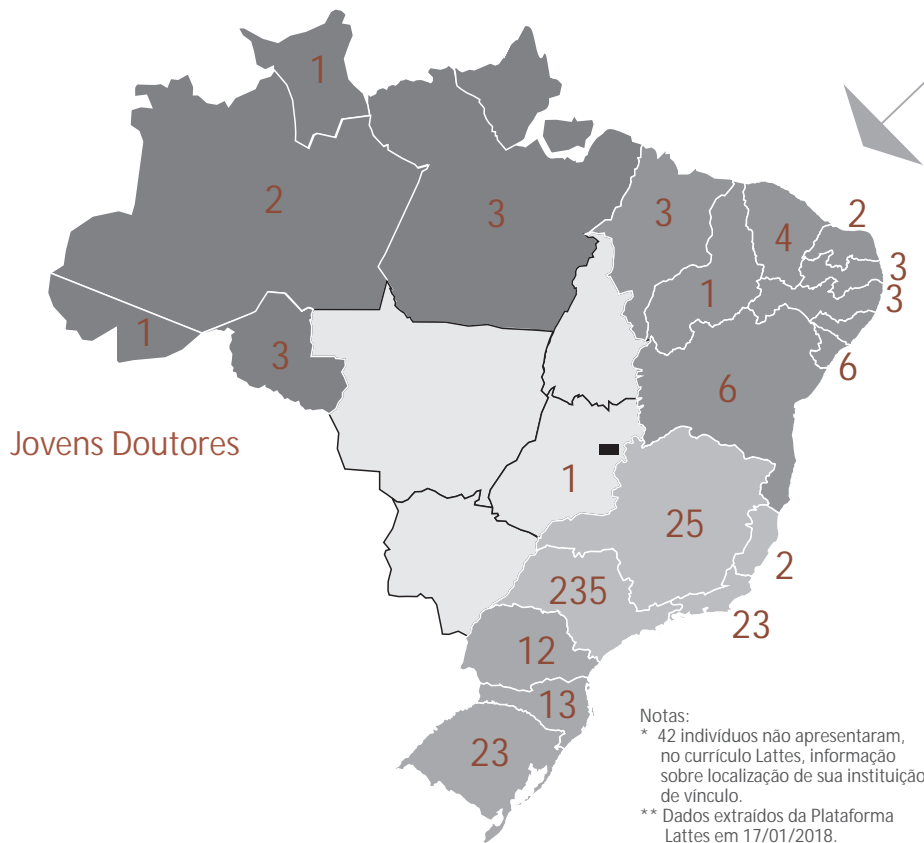 1
2
3
3
2
4
3
3
1
1
3
6
6
Jovens Doutores
1
25
2
235
23
12
13
23
Notas:
* 42 indivíduos não apresentaram,
no currículo Lattes, informação
sobre localização de sua instituição
de vínculo.
** Dados extraídos da Plataforma
Lattes em 17/01/2018.